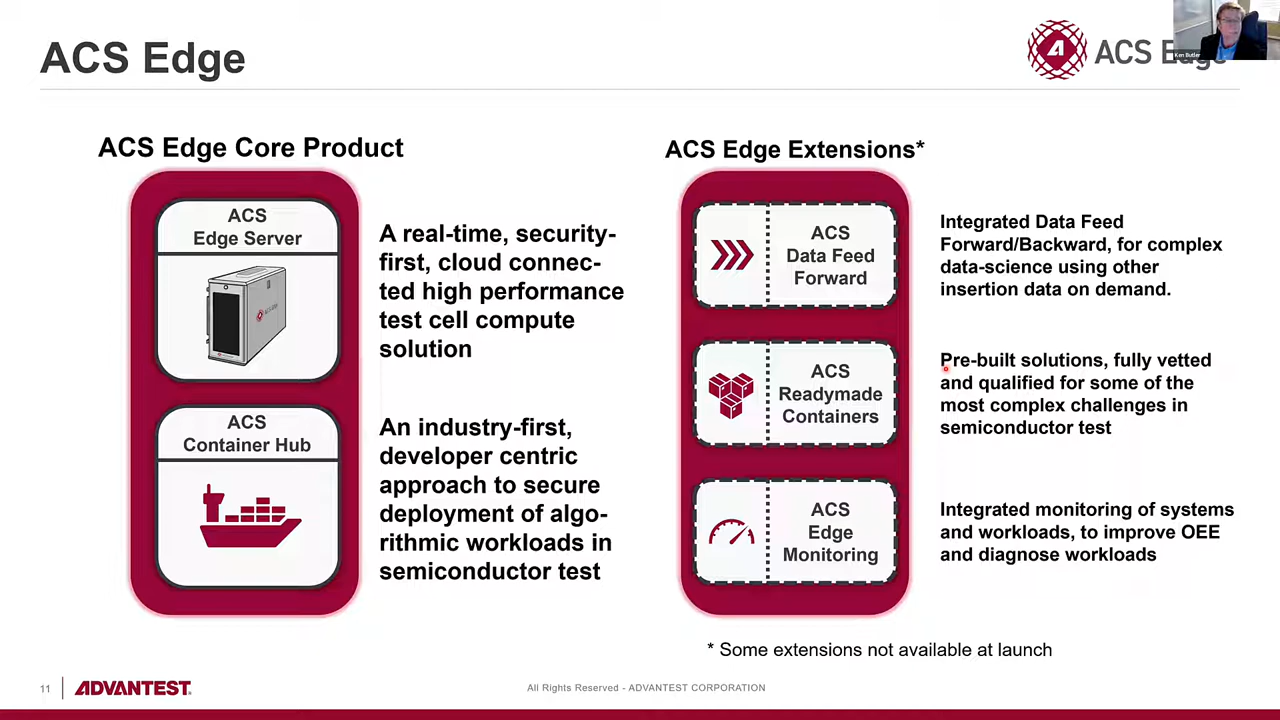 ACS Edge
ACS Edge
Ken Butler
ACS Edge Core Product
ACS
Edge Server
A real-time, security-
first, cloud connec-
ted high performance
test cell compute
solution
ACS
Container Hub
An industry-first,
developer centric
approach to secure
deployment of algo-
rithmic workloads in
semiconductor test
ACS Edge Extensions*
ACS
Data Feed
Forward
Integrated Data Feed
Forward/Backward, for complex
data-science using other
insertion data on demand.
ACS
Readymade
Containers
Pre-built solutions, fully vetted
and qualified for some of the
most complex challenges in
semiconductor test
ACS
Edge
Monitoring
Integrated monitoring of systems
and workloads, to improve OEE
and diagnose workloads
* Some extensions not available at launch
11
ADVANTEST
All Rights Reserved - ADVANTEST CORPORATION